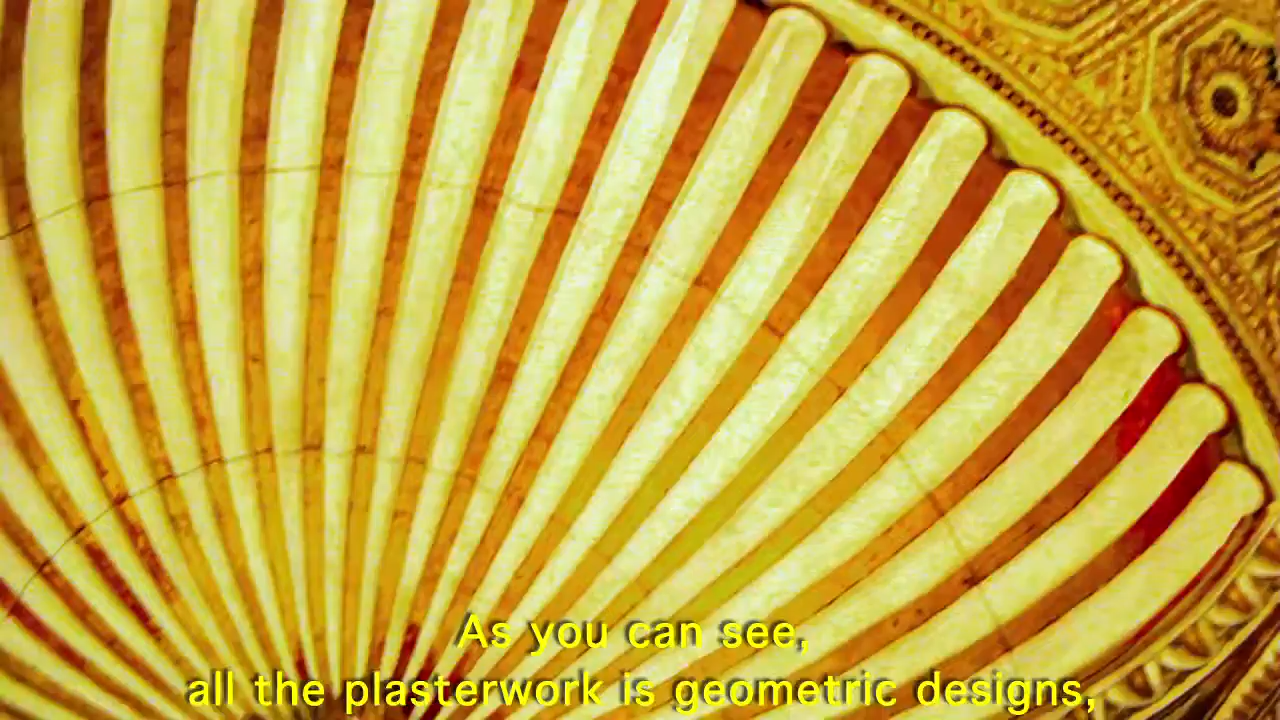 As you can see,
all the plasterwork is geometric designs,